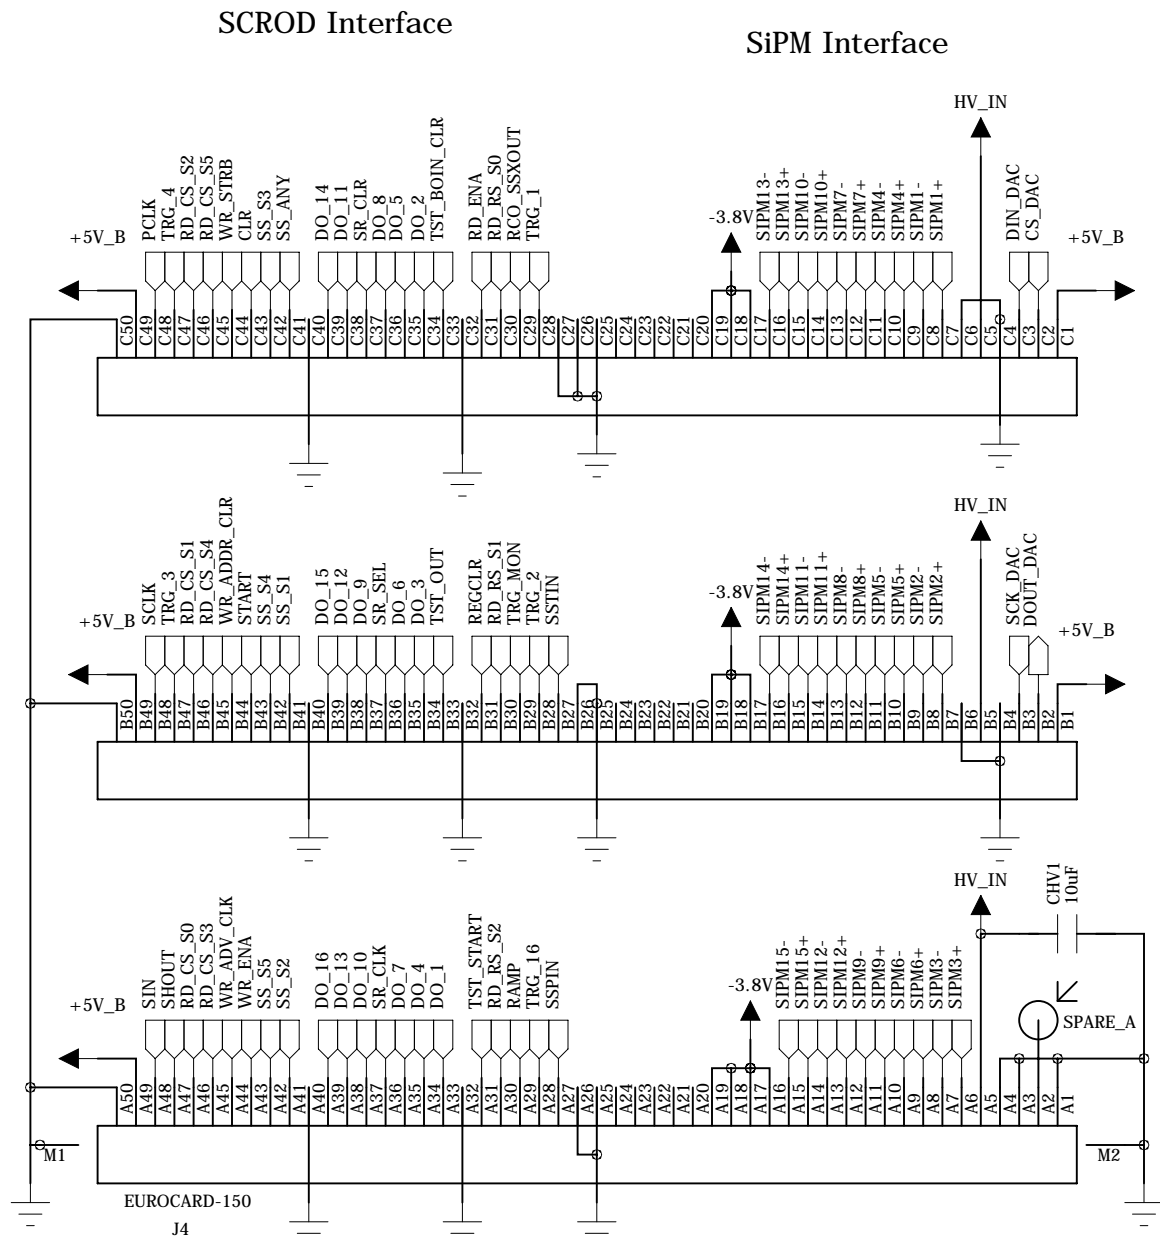 SCROD Interface
SiPM Interface
HV_IN
+5V_B
PCLK
TRG_4
RD_CS_S2
RD_CS_S5
WR_STRB
CLR
SS_S3
SS_ANY
DO_14
DO_11
SR_CLR
DO_8
DO_5
DO_2
TST_BOIN_CLR
RD_ENA
RD_RS_S0
RCO_SSXOUT
TRG_1
-3.8V
SIPM13-
SIPM13+
SIPM10-
SIPM10+
SIPM7-
SIPM7+
SIPM4-
SIPM4+
SIPM1-
SIPM1+
DIN_DAC
CS_DAC
+5V_B
C50
C49
C48
C47
C46
C45
C44
C43
C42
C41
C40
C39
C38
C37
C36
C35
C34
C33
C32
C31
C30
C29
C28
C27
C26
C25
C24
C23
C22
C21
C20
C19
C18
C17
C16
C15
C14
C13
C12
C11
C10
C9
C8
C7
C6
C5
C4
C3
C2
C1
HV_IN
+5V_B
SCLK
TRG_3
RD_CS_S1
RD_CS_S4
WR_ADDR_CLR
START
SS_S4
SS_S1
DO_15
DO_12
DO_9
SR_SEL
DO_6
DO_3
TST_OUT
REGCLR
RD_RS_S1
TRG_MON
TRG_2
SSTIN
-3.8V
SIPM14-
SIPM14+
SIPM11-
SIPM11+
SIPM8-
SIPM8+
SIPM5-
SIPM5+
SIPM2-
SIPM2+
SCK_DAC
DOUT_DAC
+5V_B
B50
B49
B48
B47
B46
B45
B44
B43
B42
B41
B40
B39
B38
B37
B36
B35
B34
B33
B32
B31
B30
B29
B28
B27
B26
B25
B24
B23
B22
B21
B20
B19
B18
B17
B16
B15
B14
B13
B12
B11
B10
B9
B8
B7
B6
B5
B4
B3
B2
B1
HV_IN
CHV1
10uF
+5V_B
SIN
SHOUT
RD_CS_S0
RD_CS_S3
WR_ADV_CLK
WR_ENA
SS_S5
SS_S2
DO_16
DO_13
DO_10
SR_CLK
DO_7
DO_4
DO_1
TST_START
RD_RS_S2
RAMP
TRG_16
SSPIN
-3.8V
SIPM15-
SIPM15+
SIPM12-
SIPM12+
SIPM9-
SIPM9+
SIPM6-
SIPM6+
SIPM3-
SIPM3+
SPARE_A
A50
A49
A48
A47
A46
A45
A44
A43
A42
A41
A40
A39
A38
A37
A36
A35
A34
A33
A32
A31
A30
A29
A28
A27
A26
A25
A24
A23
A22
A21
A20
A19
A18
A17
A16
A15
A14
A13
A12
A11
A10
A9
A8
A7
A6
A5
A4
A3
A2
A1
M1
M2
EUROCARD-150
J4